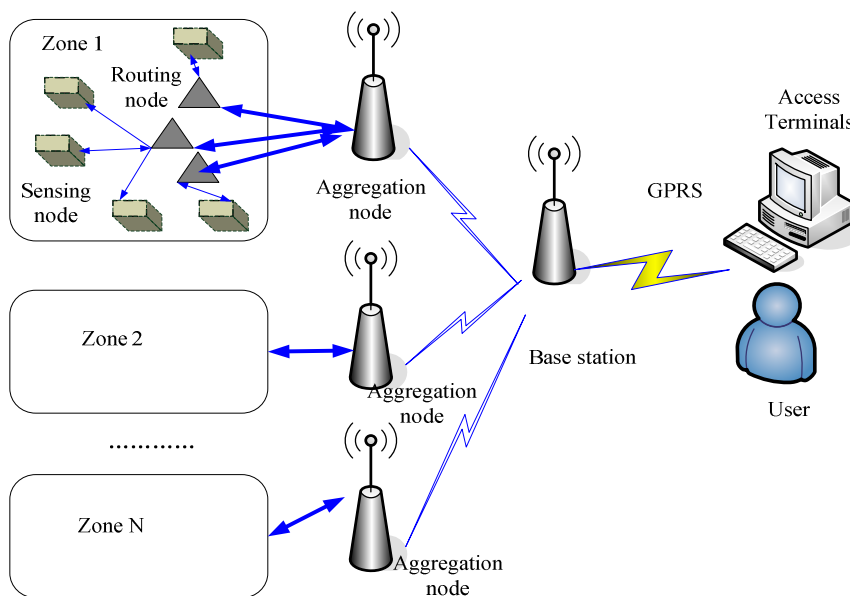 Zone 1
Routing
node
Sensing
node
Aggregation
node
GPRS
Access
Terminals
Zone 2
Aggregation
node
Base station
User
............
Zone N
Aggregation
node